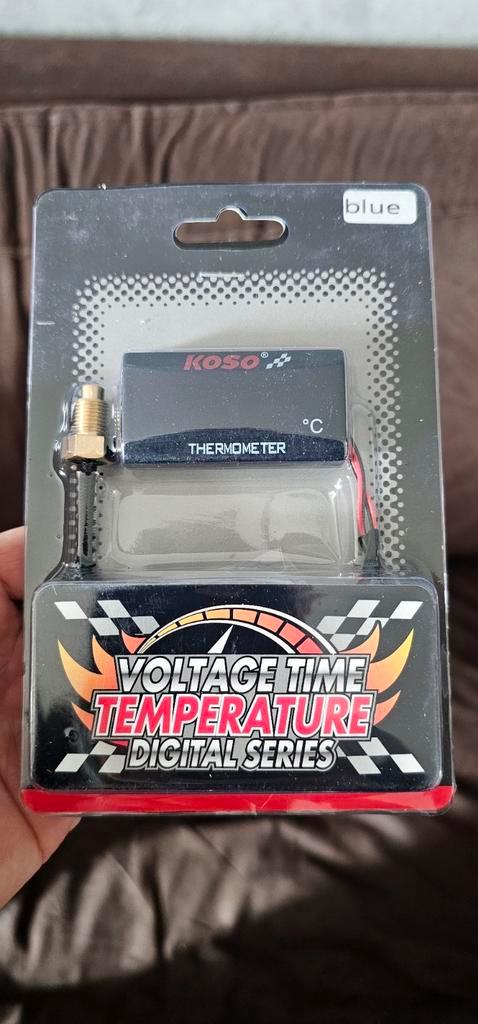 blue
KOSO®
°C
THERMOMETER
VOLTAGE TIME
TEMPERATURE
DIGITAL SERIES